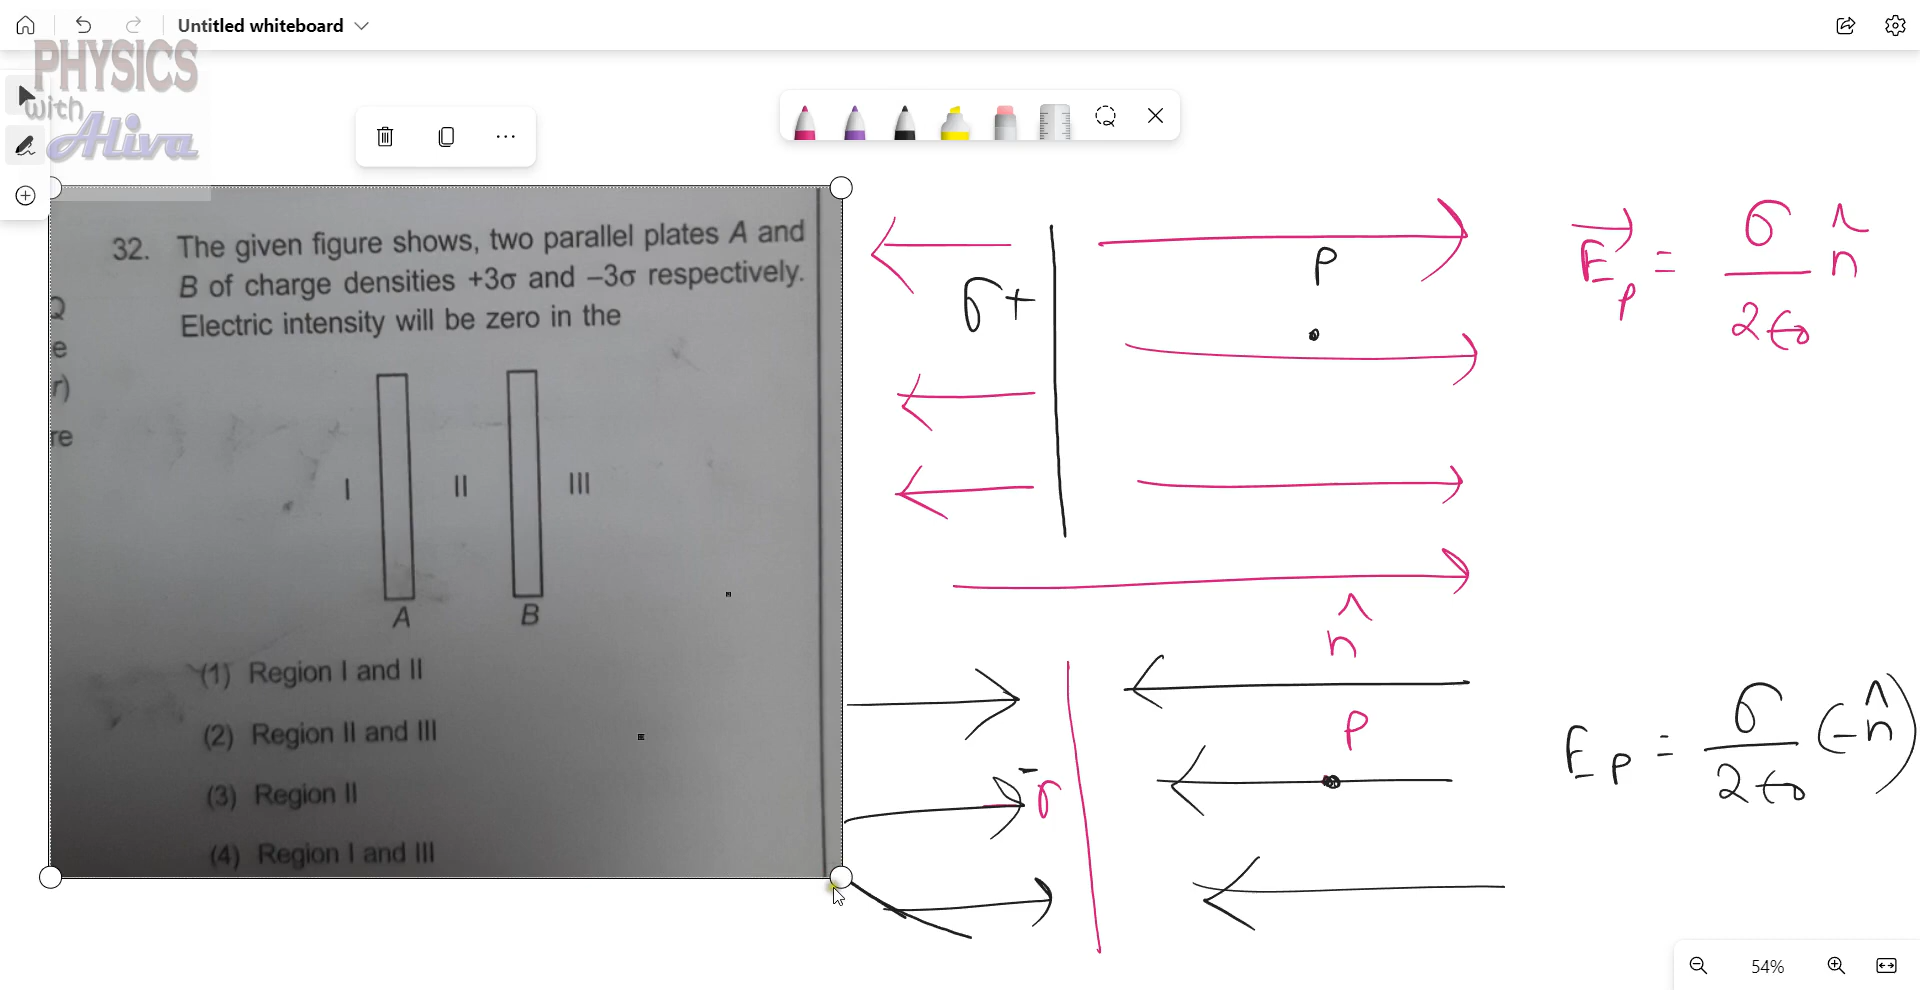 Untitled whiteboard
PHYSICS
with
Aliva
32. The given figure shows, two parallel plates A and
B of charge densities +3σ and –3σ respectively.
Electric intensity will be zero in the
e
r)
re
I II III
A B
(1) Region I and II
(2) Region II and III
(3) Region II
(4) Region I and III
σ+
P
E⃗p = σ/2ε₀ n̂
n̂
P
-σ
Ep = σ/2ε₀ (-n̂)
54%